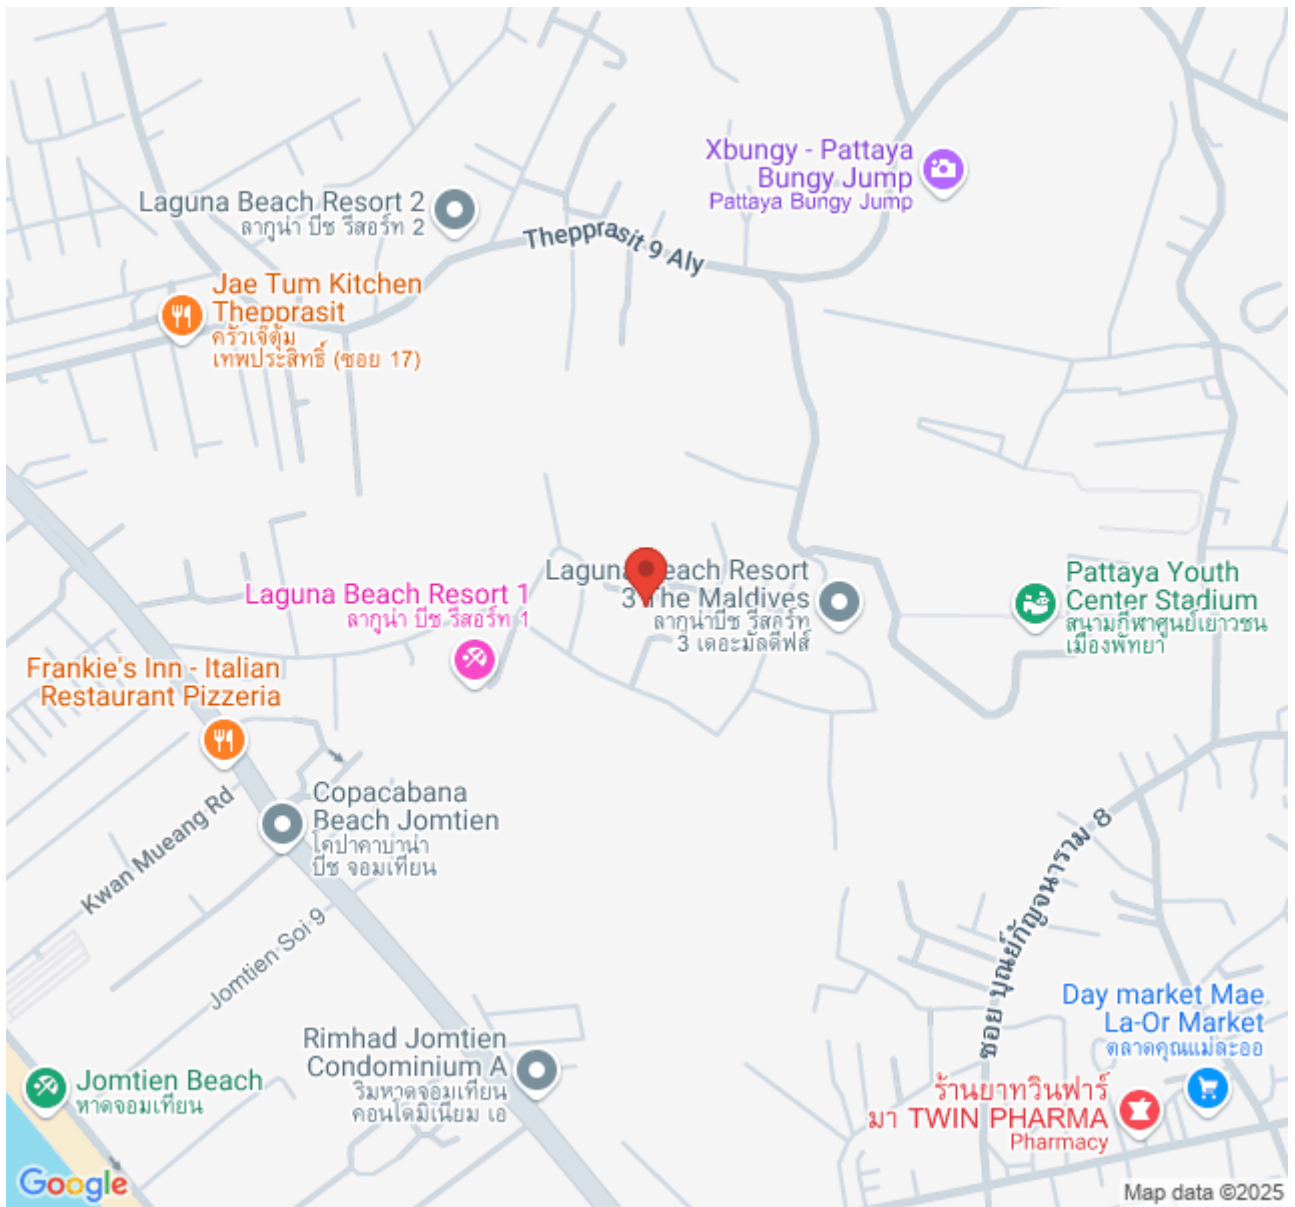 Xbungy - Pattaya
Bungy Jump
Pattaya Bungy Jump
Laguna Beach Resort 2
ลากูน่า บีช รีสอร์ท 2
Thepprasit 9 Aly
Jae Tum Kitchen
Thepprasit
ครัวเจ๊ตุ้ม
เทพประสิทธิ์ (ซอย 17)
Laguna Beach Resort
3 The Maldives
ลากูน่าบีช รีสอร์ท
3 เดอะมัลดีฟส์
Pattaya Youth
Center Stadium
สนามกีฬาศูนย์เยาวชน
เมืองพัทยา
Laguna Beach Resort 1
ลากูน่า บีช รีสอร์ท 1
Frankie's Inn - Italian
Restaurant Pizzeria
Copacabana
Beach Jomtien
โคปาคาบาน่า
บีช จอมเทียน
Kwan Mueang Rd
ซอย บุณย์กัญจนาราม 8
Jomtien Soi 9
Day market Mae
La-Or Market
ตลาดคุณแม่ละออ
Rimhad Jomtien
Condominium A
ริมหาดจอมเทียน
คอนโดมิเนียม เอ
Jomtien Beach
หาดจอมเทียน
ร้านยาทวินฟาร์
มา TWIN PHARMA
Pharmacy
Google
Map data ©2025